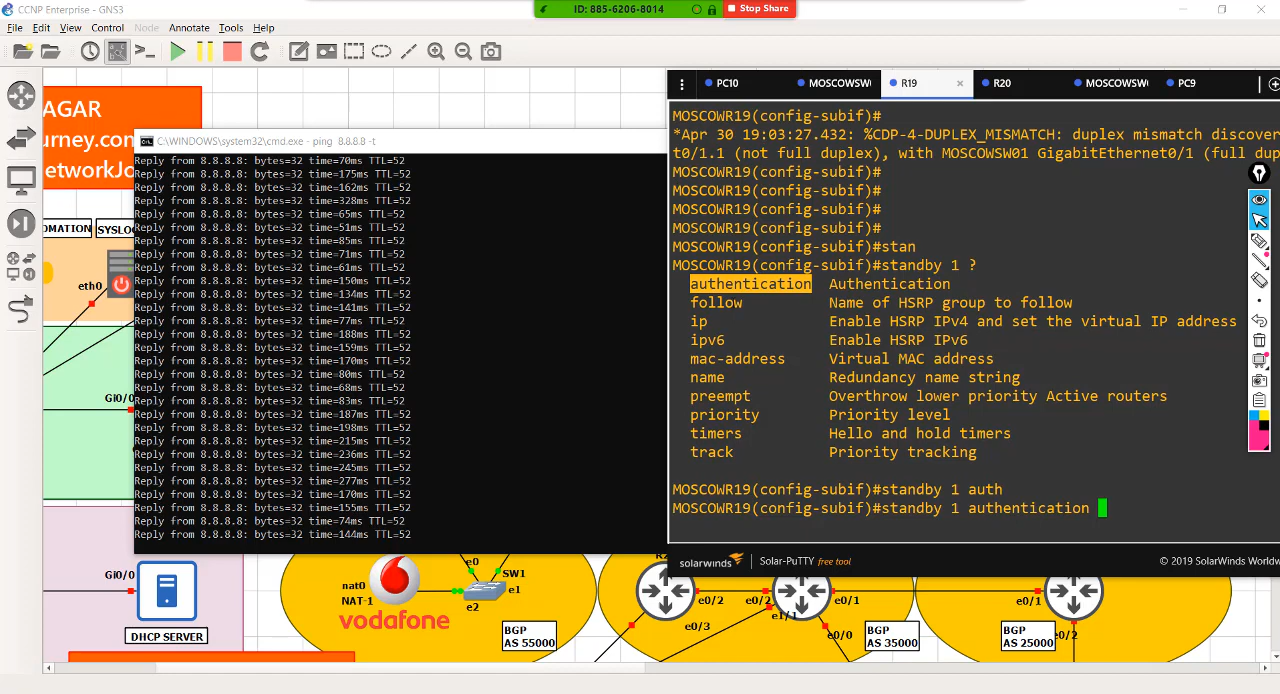 CCNP Enterprise - GNS3
ID: 885-6206-8014
Stop Share
File Edit View Control Node Annotate Tools Help
AGAR
urney.com
etworkJo
OMATION
SYSLO
eth0
Gi0/0
C:\WINDOWS\system32\cmd.exe - ping 8.8.8.8 -t
Reply from 8.8.8.8: bytes=32 time=70ms TTL=52
Reply from 8.8.8.8: bytes=32 time=175ms TTL=52
Reply from 8.8.8.8: bytes=32 time=162ms TTL=52
Reply from 8.8.8.8: bytes=32 time=328ms TTL=52
Reply from 8.8.8.8: bytes=32 time=65ms TTL=52
Reply from 8.8.8.8: bytes=32 time=51ms TTL=52
Reply from 8.8.8.8: bytes=32 time=85ms TTL=52
Reply from 8.8.8.8: bytes=32 time=71ms TTL=52
Reply from 8.8.8.8: bytes=32 time=61ms TTL=52
Reply from 8.8.8.8: bytes=32 time=150ms TTL=52
Reply from 8.8.8.8: bytes=32 time=134ms TTL=52
Reply from 8.8.8.8: bytes=32 time=141ms TTL=52
Reply from 8.8.8.8: bytes=32 time=77ms TTL=52
Reply from 8.8.8.8: bytes=32 time=188ms TTL=52
Reply from 8.8.8.8: bytes=32 time=159ms TTL=52
Reply from 8.8.8.8: bytes=32 time=170ms TTL=52
Reply from 8.8.8.8: bytes=32 time=80ms TTL=52
Reply from 8.8.8.8: bytes=32 time=68ms TTL=52
Reply from 8.8.8.8: bytes=32 time=83ms TTL=52
Reply from 8.8.8.8: bytes=32 time=187ms TTL=52
Reply from 8.8.8.8: bytes=32 time=198ms TTL=52
Reply from 8.8.8.8: bytes=32 time=215ms TTL=52
Reply from 8.8.8.8: bytes=32 time=236ms TTL=52
Reply from 8.8.8.8: bytes=32 time=245ms TTL=52
Reply from 8.8.8.8: bytes=32 time=277ms TTL=52
Reply from 8.8.8.8: bytes=32 time=170ms TTL=52
Reply from 8.8.8.8: bytes=32 time=155ms TTL=52
Reply from 8.8.8.8: bytes=32 time=74ms TTL=52
Reply from 8.8.8.8: bytes=32 time=144ms TTL=52
PC10 MOSCOWSW( R19 R20 MOSCOWSW( PC9
MOSCOWR19(config-subif)#
*Apr 30 19:03:27.432: %CDP-4-DUPLEX_MISMATCH: duplex mismatch discover
t0/1.1 (not full duplex), with MOSCOWSW01 GigabitEthernet0/1 (full dup
MOSCOWR19(config-subif)#
MOSCOWR19(config-subif)#
MOSCOWR19(config-subif)#
MOSCOWR19(config-subif)#
MOSCOWR19(config-subif)#stan
MOSCOWR19(config-subif)#standby 1 ?
authentication Authentication
follow Name of HSRP group to follow
ip Enable HSRP IPv4 and set the virtual IP address
ipv6 Enable HSRP IPv6
mac-address Virtual MAC address
name Redundancy name string
preempt Overthrow lower priority Active routers
priority Priority level
timers Hello and hold timers
track Priority tracking
MOSCOWR19(config-subif)#standby 1 auth
MOSCOWR19(config-subif)#standby 1 authentication
solarwinds Solar-PuTTY free tool © 2019 SolarWinds Worldw
Gi0/0
DHCP SERVER
nat0
NAT-1
vodafone
e0
SW1
e1
e2
BGP
AS 55000
e0/2
e0/3
e0/2
e1/1
e0/1
e0/0
BGP
AS 35000
e0/1
BGP
AS 25000
e0/2